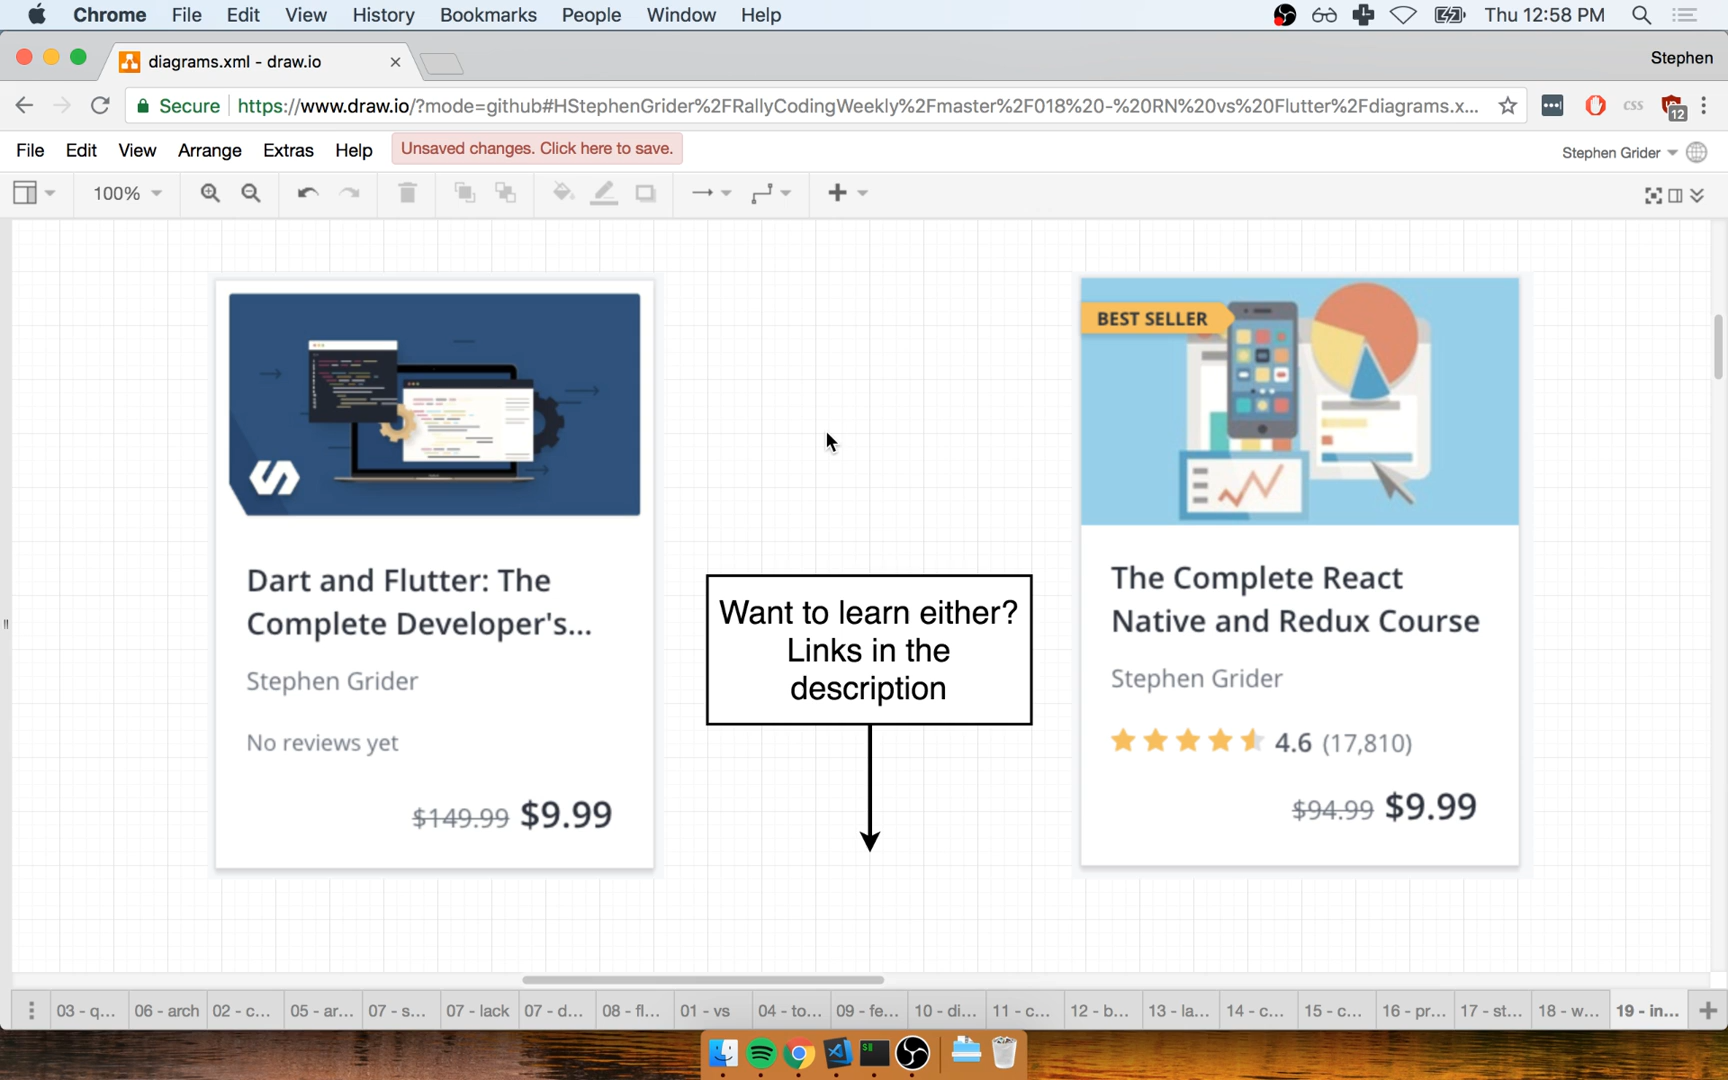 Chrome File Edit View History Bookmarks People Window Help Thu 12:58 PM
diagrams.xml - draw.io Stephen
Secure https://www.draw.io/?mode=github#HStephenGrider%2FRallyCodingWeekly%2Fmaster%2F018%20-%20RN%20vs%20Flutter%2Fdiagrams.x... css 12
File Edit View Arrange Extras Help Unsaved changes. Click here to save. Stephen Grider
100%
BEST SELLER
Dart and Flutter: The
Complete Developer's...
Stephen Grider
No reviews yet
$149.99 $9.99
Want to learn either?
Links in the
description
The Complete React
Native and Redux Course
Stephen Grider
4.6 (17,810)
$94.99 $9.99
03 - q... 06 - arch 02 - c... 05 - ar... 07 - s... 07 - lack 07 - d... 08 - fl... 01 - vs 04 - to... 09 - fe... 10 - di... 11 - c... 12 - b... 13 - la... 14 - c... 15 - c... 16 - pr... 17 - st... 18 - w... 19 - in...